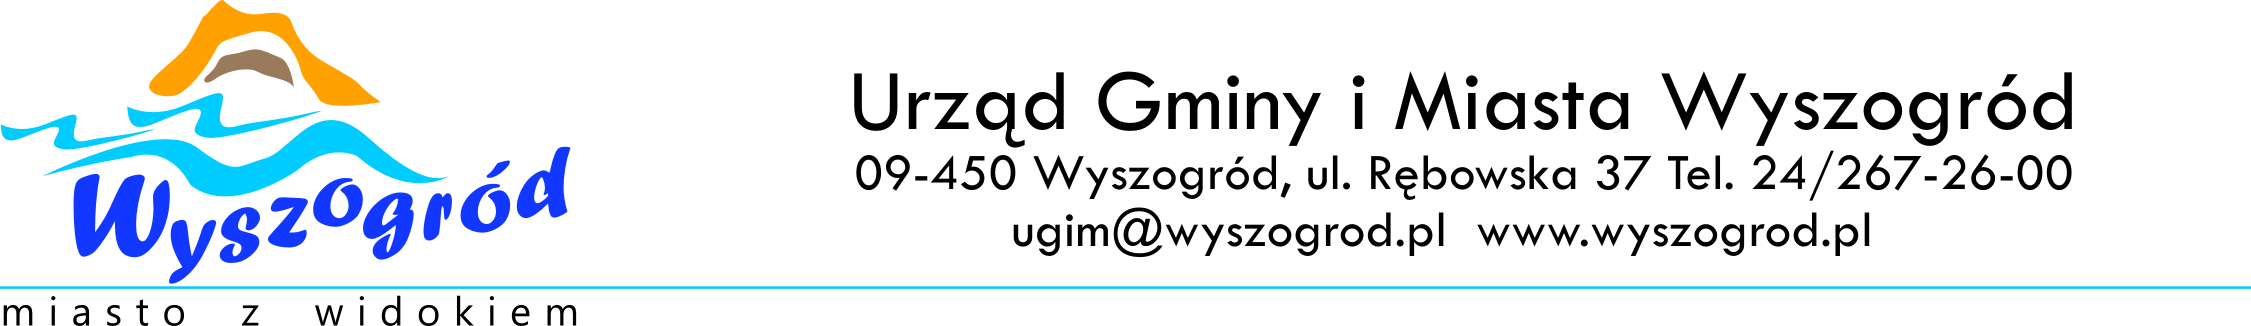 Wyszogród
miasto z widokiem
Urząd Gminy i Miasta Wyszogród
09-450 Wyszogród, ul. Rębowska 37 Tel. 24/267-26-00
ugim@wyszogrod.pl www.wyszogrod.pl